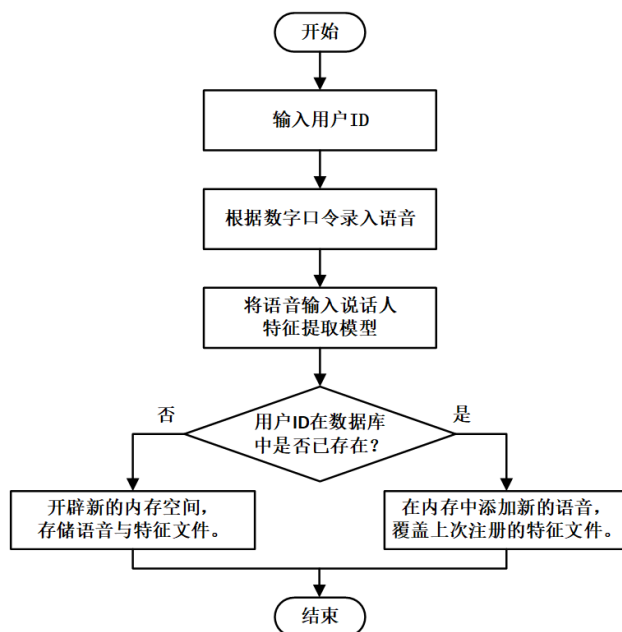 开始
输入用户ID
根据数字口令录入语音
将语音输入说话人
特征提取模型
用户ID在数据库
中是否已存在？
否
是
开辟新的内存空间，
存储语音与特征文件。
在内存中添加新的语音，
覆盖上次注册的特征文件。
结束